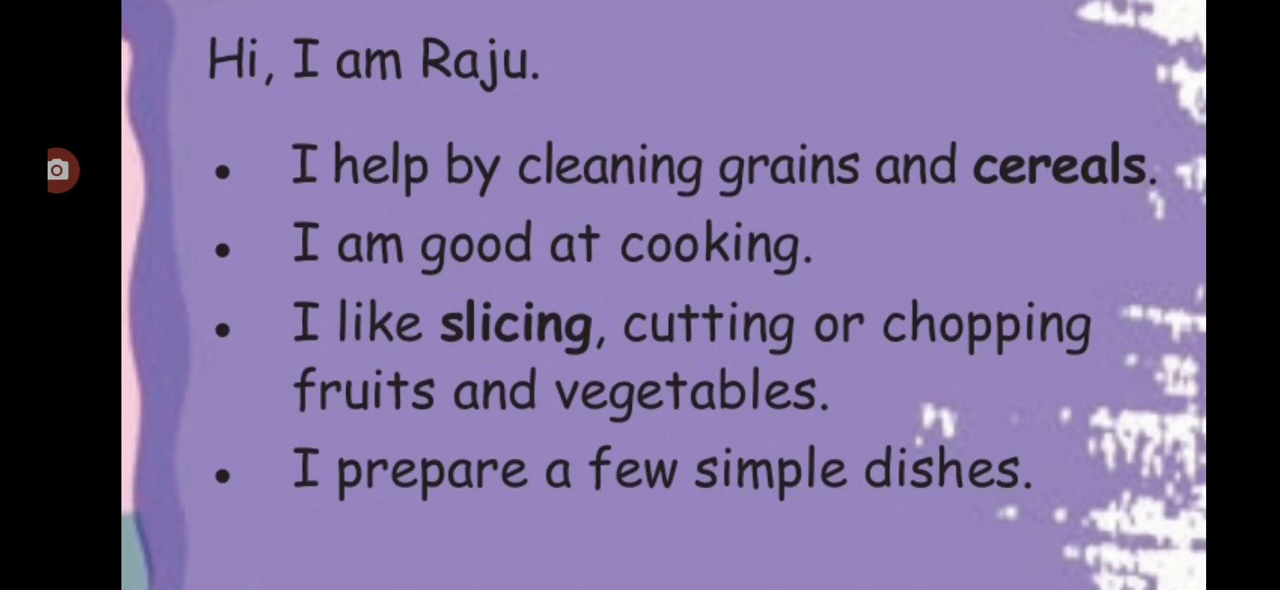 Hi, I am Raju.
• I help by cleaning grains and cereals.
• I am good at cooking.
• I like slicing, cutting or chopping
fruits and vegetables.
• I prepare a few simple dishes.